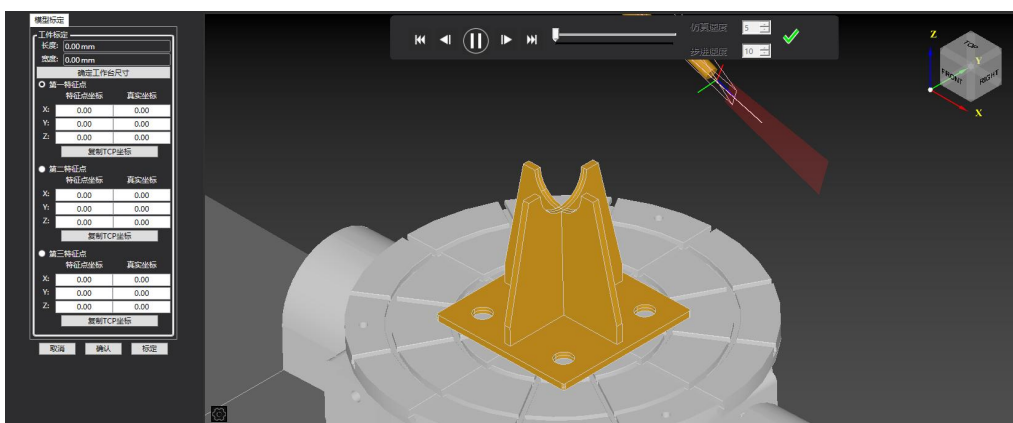 模型标定
工件标定
长度: 0.00 mm
宽度: 0.00 mm
确定工作台尺寸
第一特征点
特征点坐标 真实坐标
X: 0.00 0.00
Y: 0.00 0.00
Z: 0.00 0.00
复制TCP坐标
第二特征点
特征点坐标 真实坐标
X: 0.00 0.00
Y: 0.00 0.00
Z: 0.00 0.00
复制TCP坐标
第三特征点
特征点坐标 真实坐标
X: 0.00 0.00
Y: 0.00 0.00
Z: 0.00 0.00
复制TCP坐标
取消 确认 标定
仿真速度 5
步进速度 10
Z
TOP
Y
FRONT
RIGHT
X